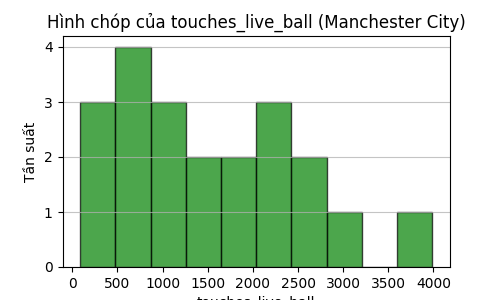 Hình chóp của touches_live_ball (Manchester City)
4
3
2
1
0
Tần suất
0 500 1000 1500 2000 2500 3000 3500 4000
touches_live_ball